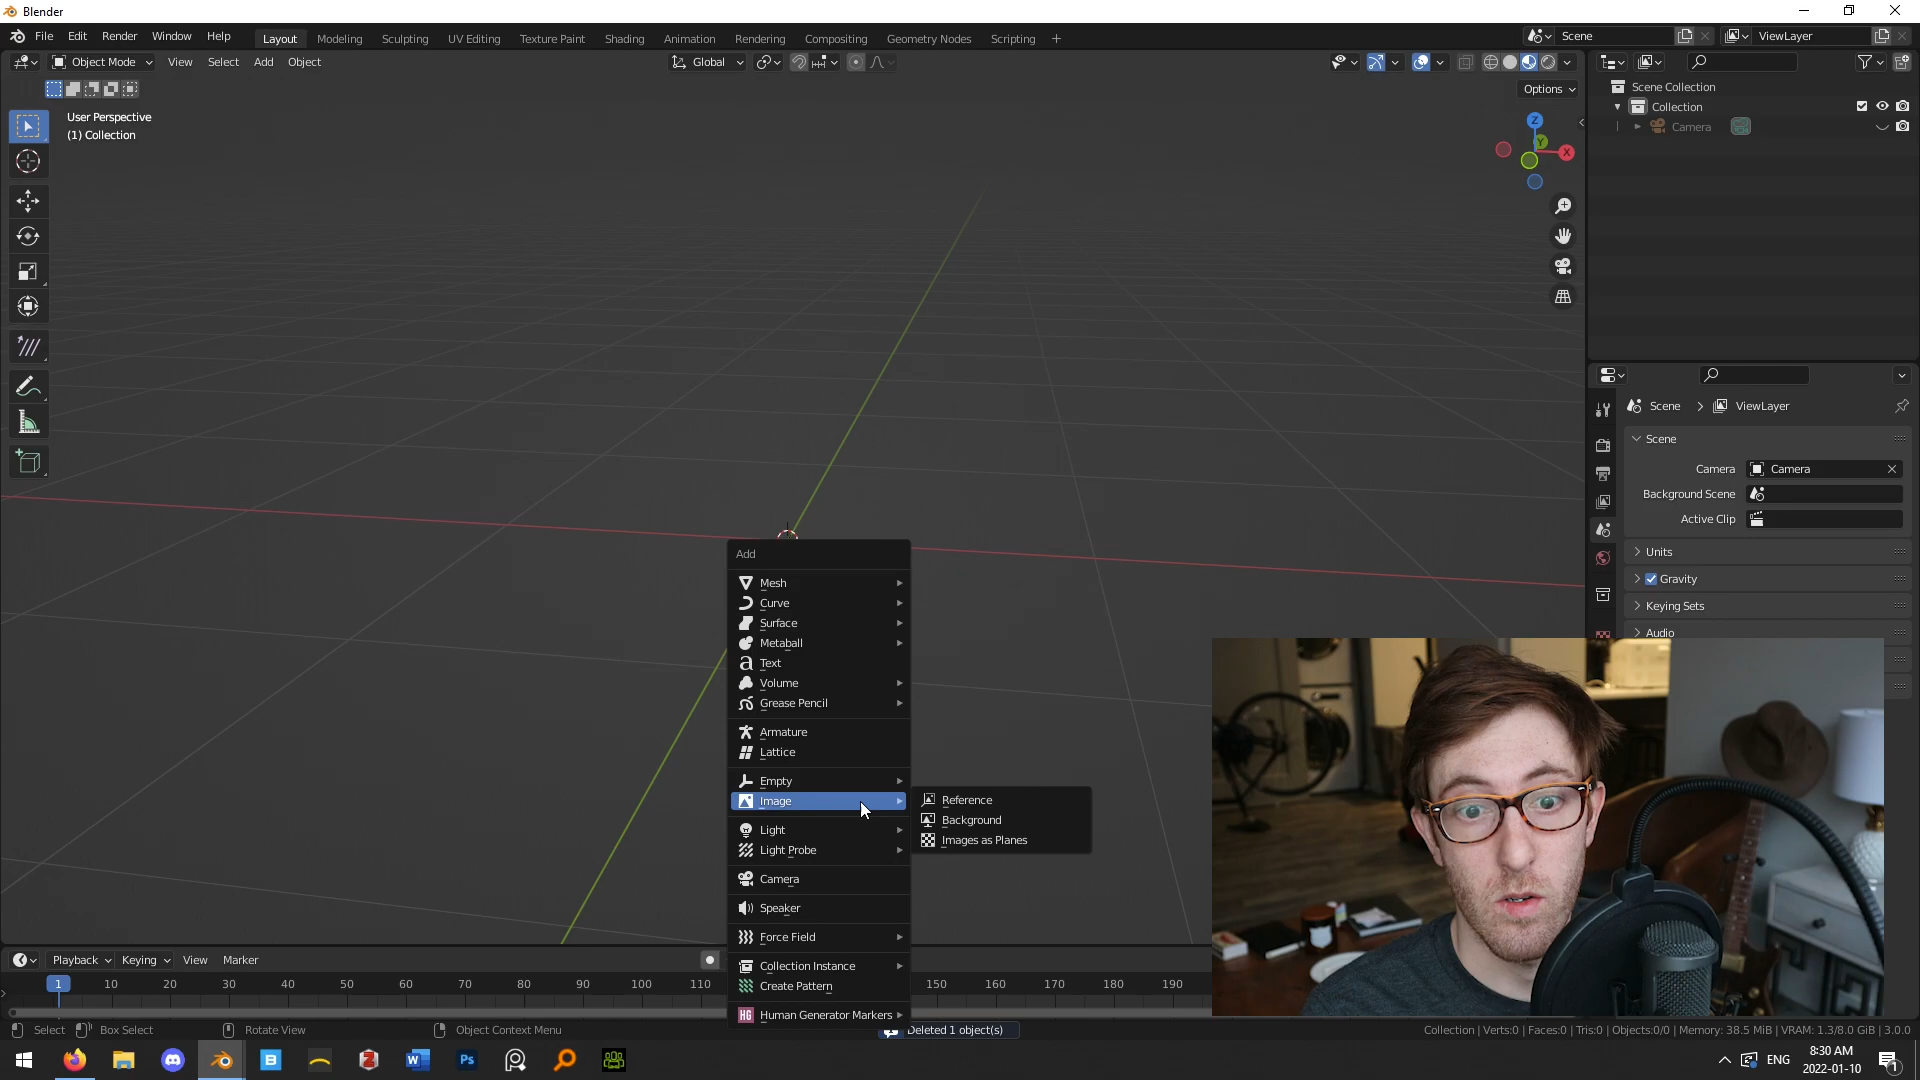 Blender
File Edit Render Window Help
Layout Modeling Sculpting UV Editing Texture Paint Shading Animation Rendering Compositing Geometry Nodes Scripting +
Scene
ViewLayer
Object Mode View Select Add Object
Global
Options
User Perspective
(1) Collection
Z
Y
X
Scene Collection
Collection
Camera
Scene > ViewLayer
Scene
Camera Camera
Background Scene
Active Clip
Units
Gravity
Keying Sets
Audio
Add
Mesh
Curve
Surface
Metaball
Text
Volume
Grease Pencil
Armature
Lattice
Empty
Image
Light
Light Probe
Camera
Speaker
Force Field
Collection Instance
Create Pattern
HG Human Generator Markers
Reference
Background
Images as Planes
Playback Keying View Marker
1 10 20 30 40 50 60 70 80 90 100 110 150 160 170 180 190
Select Box Select Rotate View Object Context Menu
Deleted 1 object(s)
Collection | Verts:0 | Faces:0 | Tris:0 | Objects:0/0 | Memory: 38.5 MiB | VRAM: 1.3/8.0 GiB | 3.0.0
B
Z
W
Ps
ENG
8:30 AM
2022-01-10
1